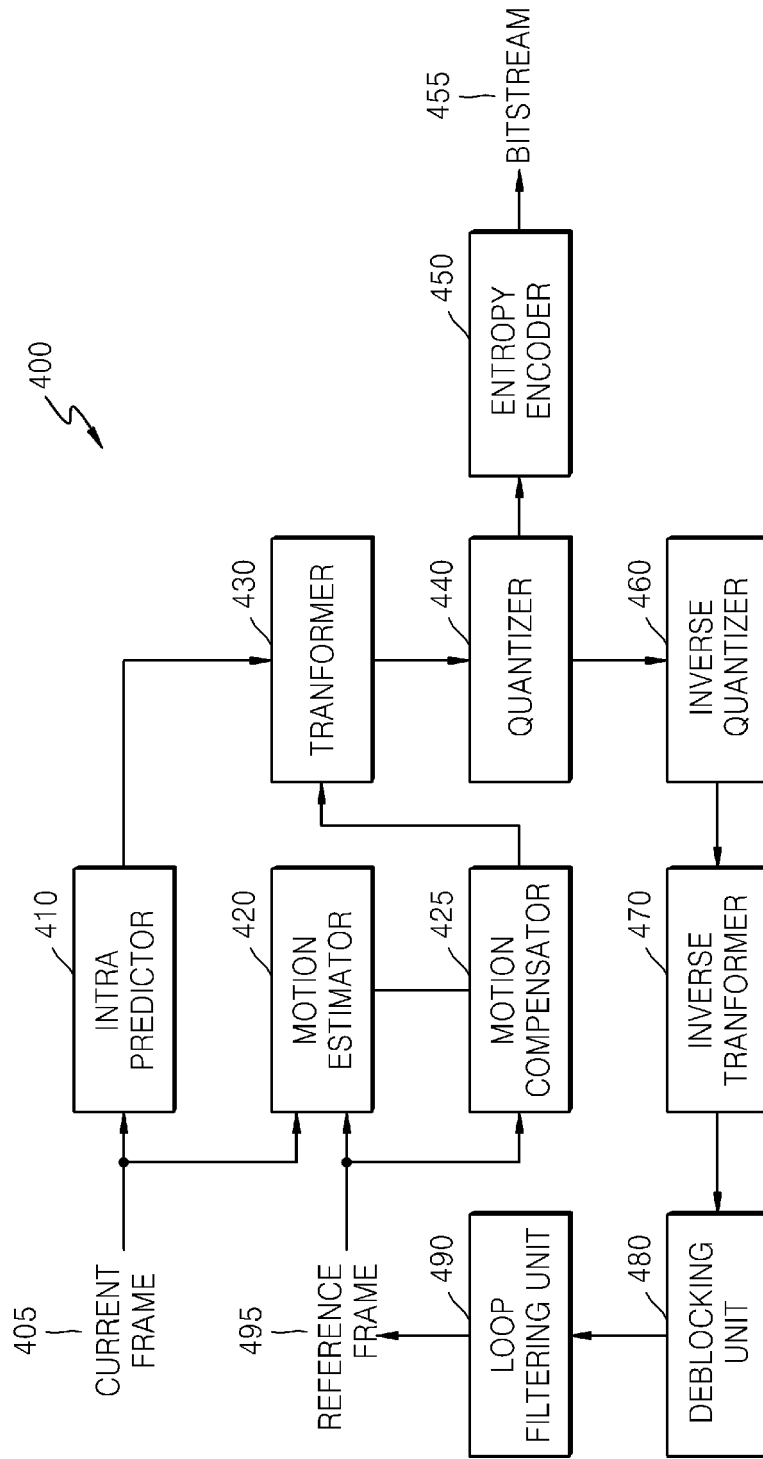 400
405
CURRENT
FRAME
410
INTRA
PREDICTOR
495
REFERENCE
FRAME
420
MOTION
ESTIMATOR
430
TRANFORMER
490
LOOP
FILTERING UNIT
425
MOTION
COMPENSATOR
440
QUANTIZER
450
ENTROPY
ENCODER
455
BITSTREAM
480
DEBLOCKING
UNIT
470
INVERSE
TRANFORMER
460
INVERSE
QUANTIZER